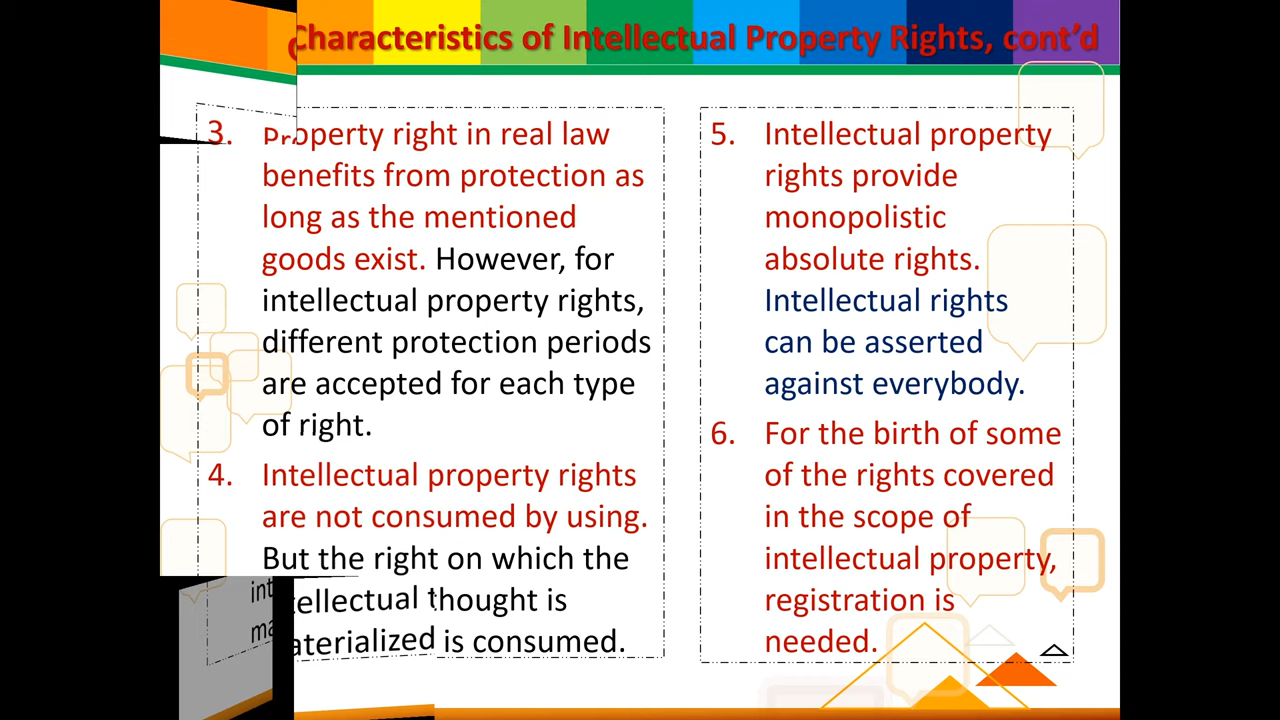 Characteristics of Intellectual Property Rights, cont'd
3. Property right in real law
benefits from protection as
long as the mentioned
goods exist. However, for
intellectual property rights,
different protection periods
are accepted for each type
of right.
4. Intellectual property rights
are not consumed by using.
But the right on which the
intellectual thought is
materialized is consumed.
5. Intellectual property
rights provide
monopolistic
absolute rights.
Intellectual rights
can be asserted
against everybody.
6. For the birth of some
of the rights covered
in the scope of
intellectual property,
registration is
needed.